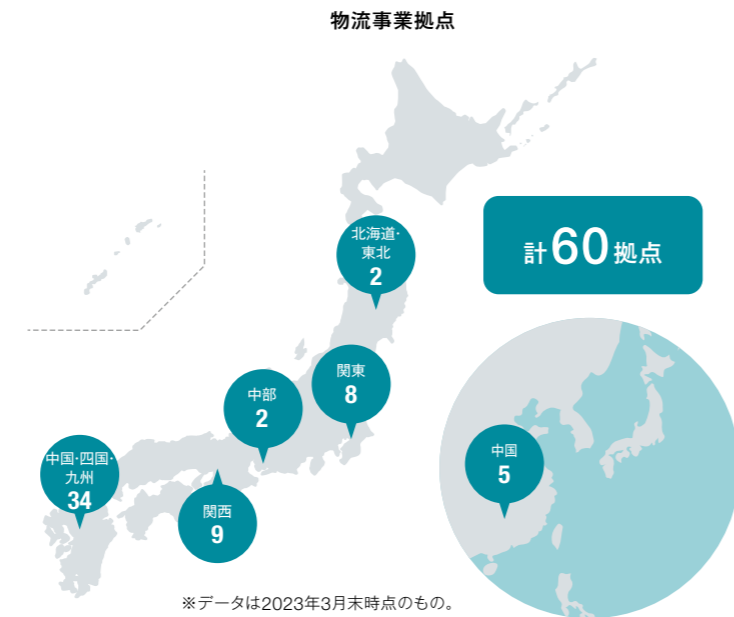 物流事業拠点
北海道・
東北
2
計60拠点
関東
8
中部
2
中国・四国・
九州
34
関西
9
中国
5
※データは2023年3月末時点のもの。